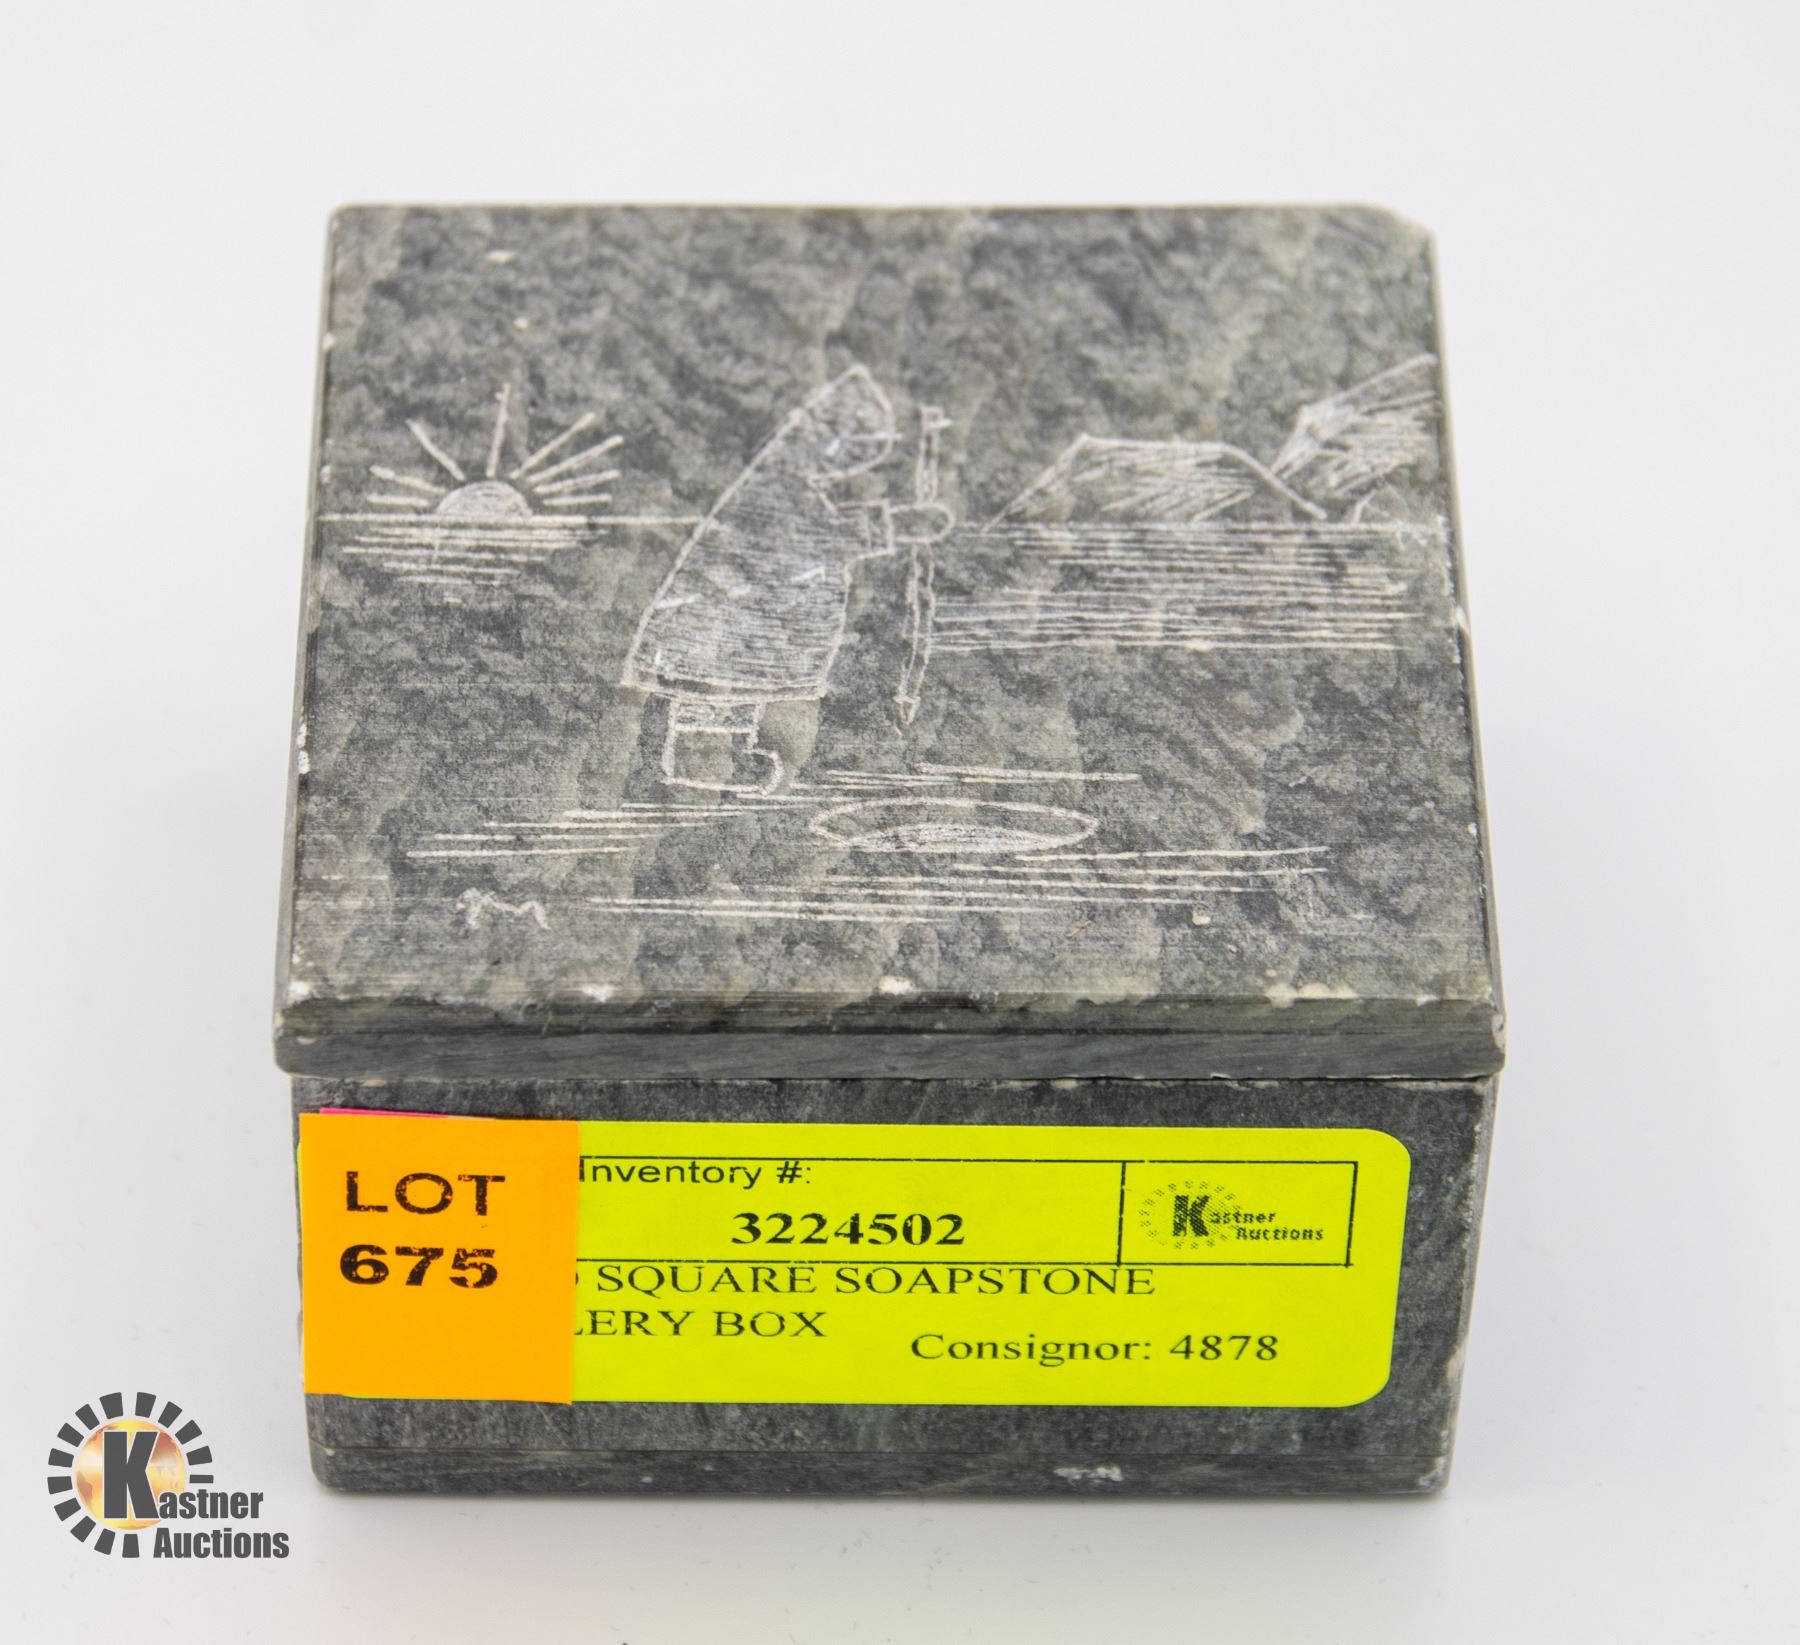 LOT
675
Inventory #:
3224502
Kastner
Auctions
SQUARE SOAPSTONE
LERY BOX
Consignor: 4878
Kastner
Auctions